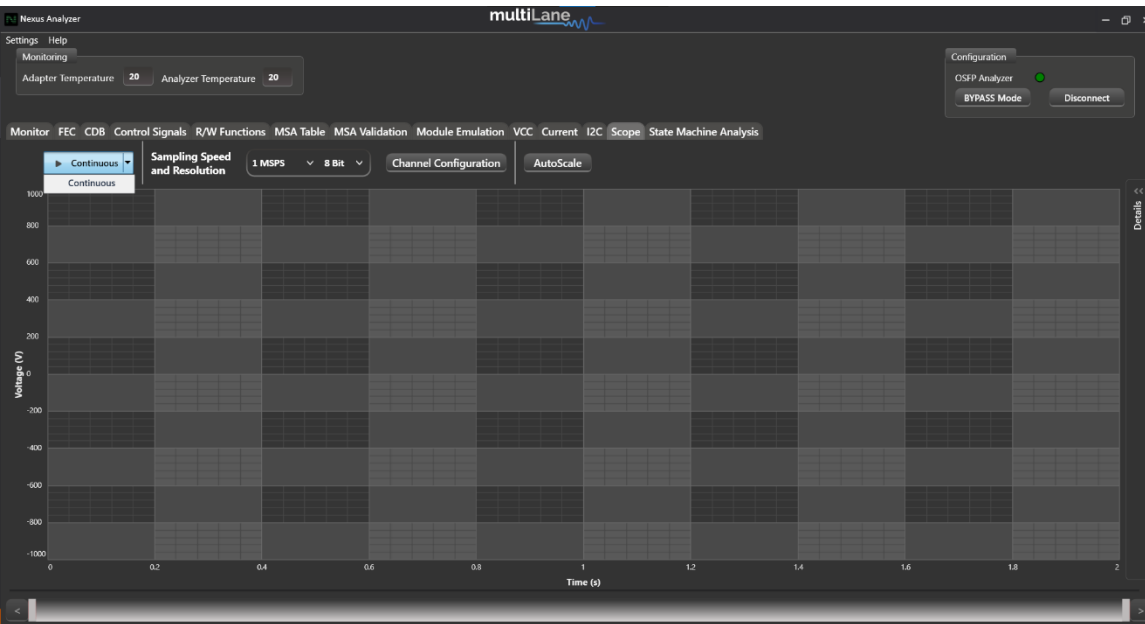 Nexus Analyzer
multiLane
Settings Help
Monitoring
Adapter Temperature 20 Analyzer Temperature 20
Configuration
OSFP Analyzer
BYPASS Mode Disconnect
Monitor FEC CDB Control Signals R/W Functions MSA Table MSA Validation Module Emulation VCC Current I2C Scope State Machine Analysis
Continuous
Sampling Speed
and Resolution
1 MSPS 8 Bit Channel Configuration AutoScale
Continuous
<<
Details
1000
800
600
400
200
0
-200
-400
-600
-800
-1000
Voltage (V)
0 0.2 0.4 0.6 0.8 1 1.2 1.4 1.6 1.8 2
Time (s)
< >